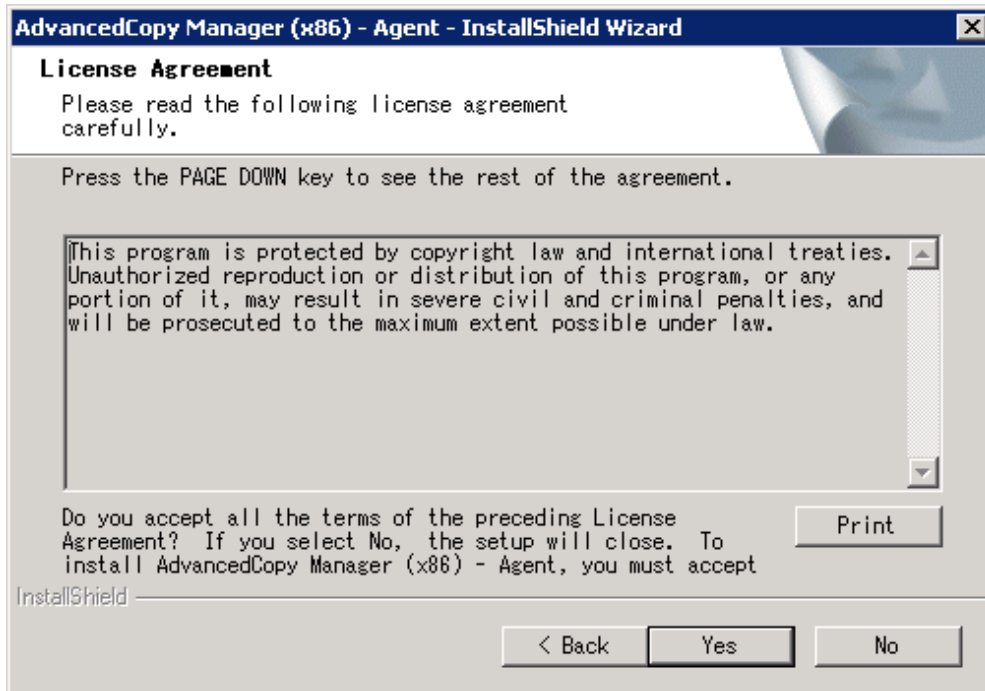 AdvancedCopy Manager (x86) - Agent - InstallShield Wizard
License Agreement
Please read the following license agreement
carefully.
Press the PAGE DOWN key to see the rest of the agreement.
This program is protected by copyright law and international treaties.
Unauthorized reproduction or distribution of this program, or any
portion of it, may result in severe civil and criminal penalties, and
will be prosecuted to the maximum extent possible under law.
Do you accept all the terms of the preceding License
Agreement?  If you select No,  the setup will close.  To
install AdvancedCopy Manager (x86) - Agent, you must accept
Print
InstallShield
< Back
Yes
No